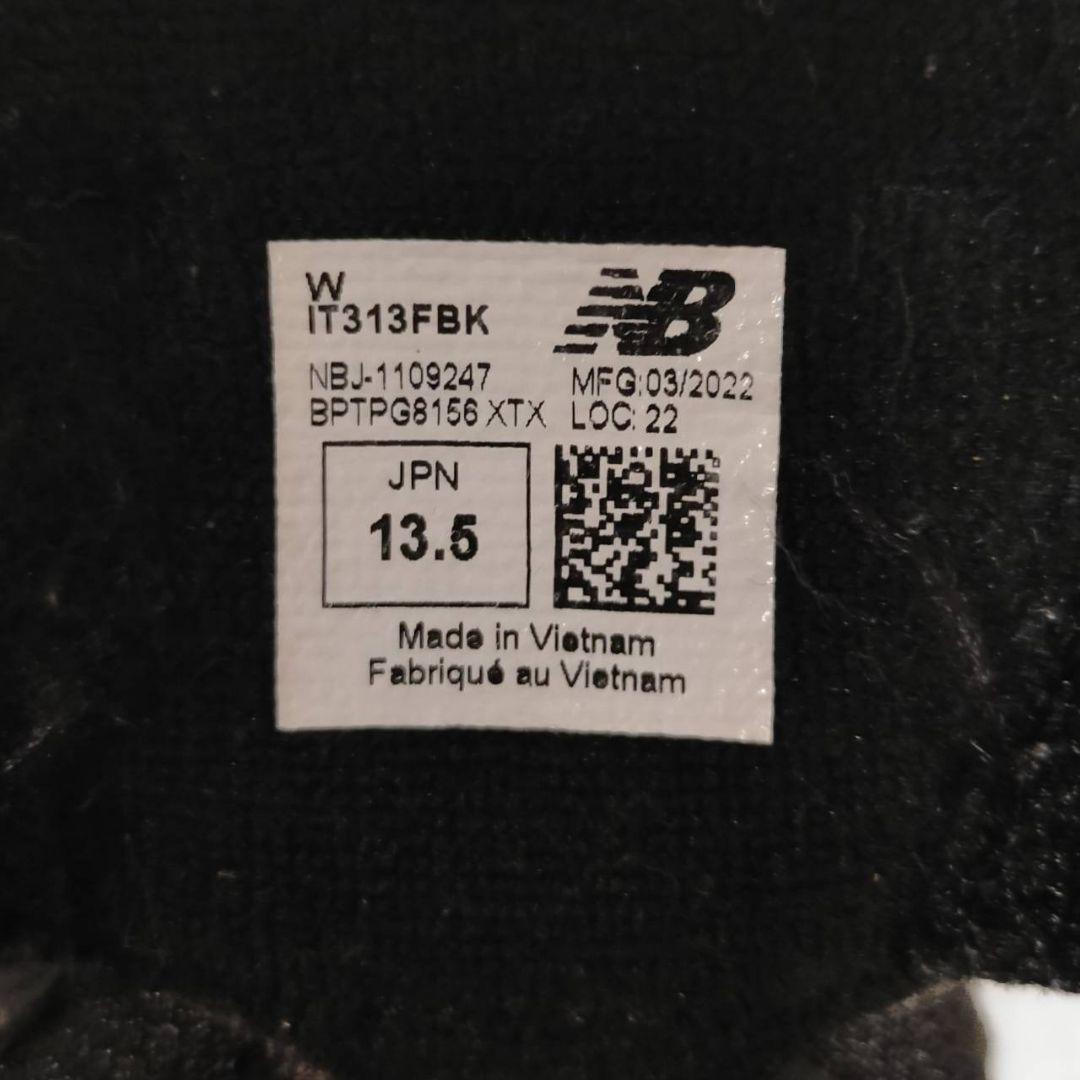 W
IT313FBK
NB
NBJ-1109247
MFG:03/2022
BPTPG8156 XTX
LOC: 22
JPN
13.5
Made in Vietnam
Fabriqué au Vietnam